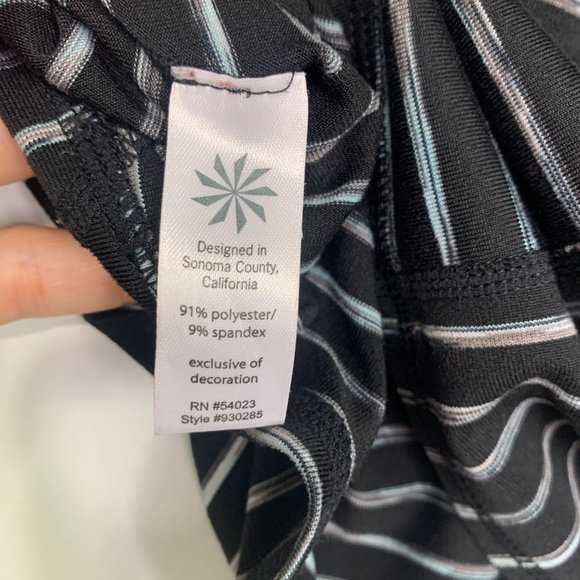 Designed in
Sonoma County,
California
91% polyester/
9% spandex
exclusive of
decoration
RN #54023
Style #930285